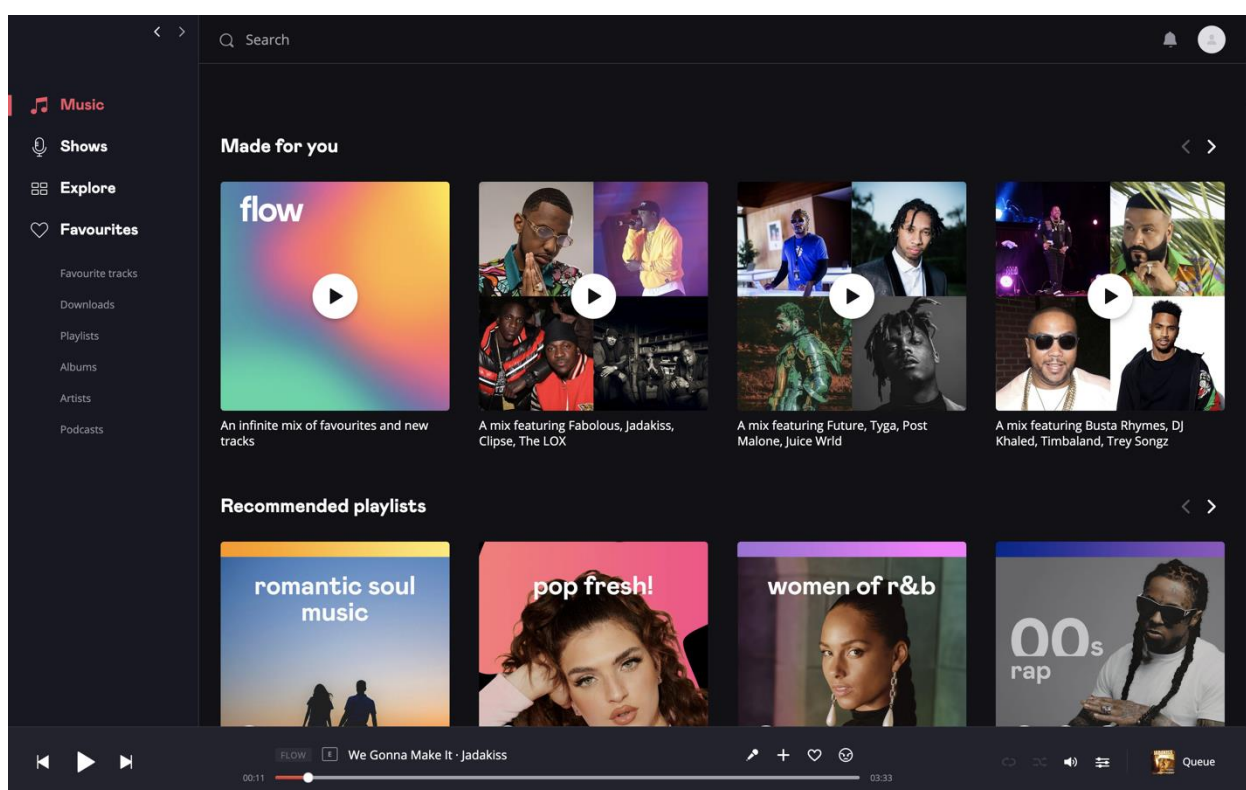 Search
Music
Shows
Explore
Favourites
Favourite tracks
Downloads
Playlists
Albums
Artists
Podcasts
Made for you
flow
An infinite mix of favourites and new
tracks
A mix featuring Fabolous, Jadakiss,
Clipse, The LOX
A mix featuring Future, Tyga, Post
Malone, Juice Wrld
A mix featuring Busta Rhymes, DJ
Khaled, Timbaland, Trey Songz
Recommended playlists
romantic soul
music
pop fresh!
women of r&b
00s
rap
FLOW E We Gonna Make It · Jadakiss
00:11 03:33
Queue